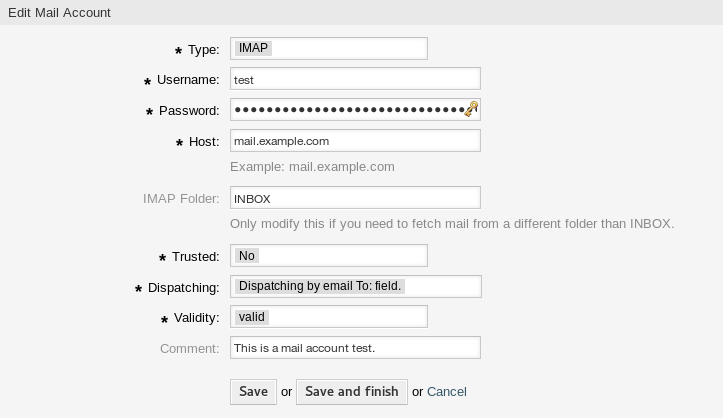 Edit Mail Account
* Type: IMAP
* Username: test
* Password: ●●●●●●●●●●●●●●●●●●●●●●●●●●●●●●
* Host: mail.example.com
Example: mail.example.com
IMAP Folder: INBOX
Only modify this if you need to fetch mail from a different folder than INBOX.
* Trusted: No
* Dispatching: Dispatching by email To: field.
* Validity: valid
Comment: This is a mail account test.
Save or Save and finish or Cancel